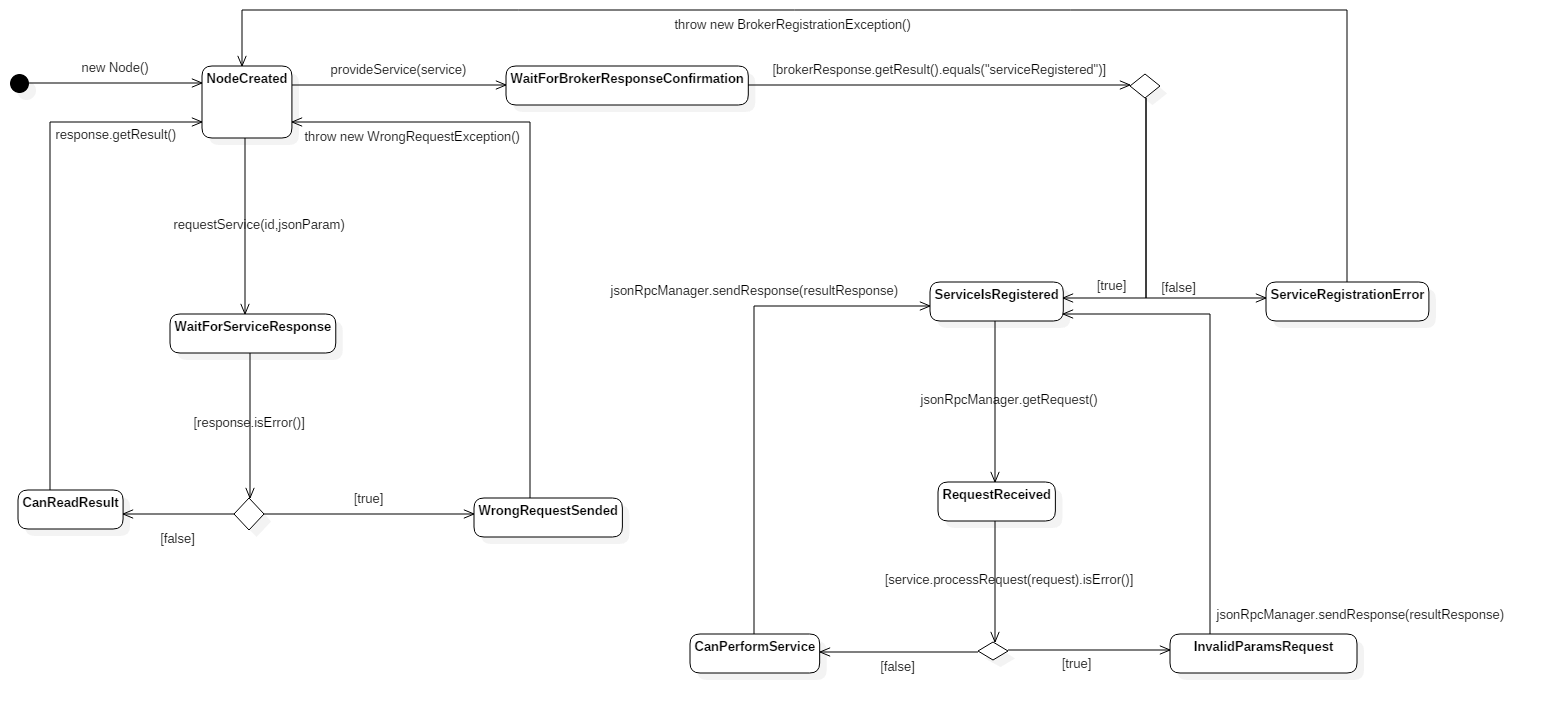 throw new BrokerRegistrationException()
new Node()
NodeCreated
provideService(service)
WaitForBrokerResponseConfirmation
[brokerResponse.getResult().equals("serviceRegistered")]
response.getResult()
throw new WrongRequestException()
requestService(id,jsonParam)
WaitForServiceResponse
[response.isError()]
CanReadResult
[false]
[true]
WrongRequestSended
jsonRpcManager.sendResponse(resultResponse)
ServiceIsRegistered
[true]
[false]
ServiceRegistrationError
jsonRpcManager.getRequest()
RequestReceived
[service.processRequest(request).isError()]
CanPerformService
[false]
[true]
jsonRpcManager.sendResponse(resultResponse)
InvalidParamsRequest